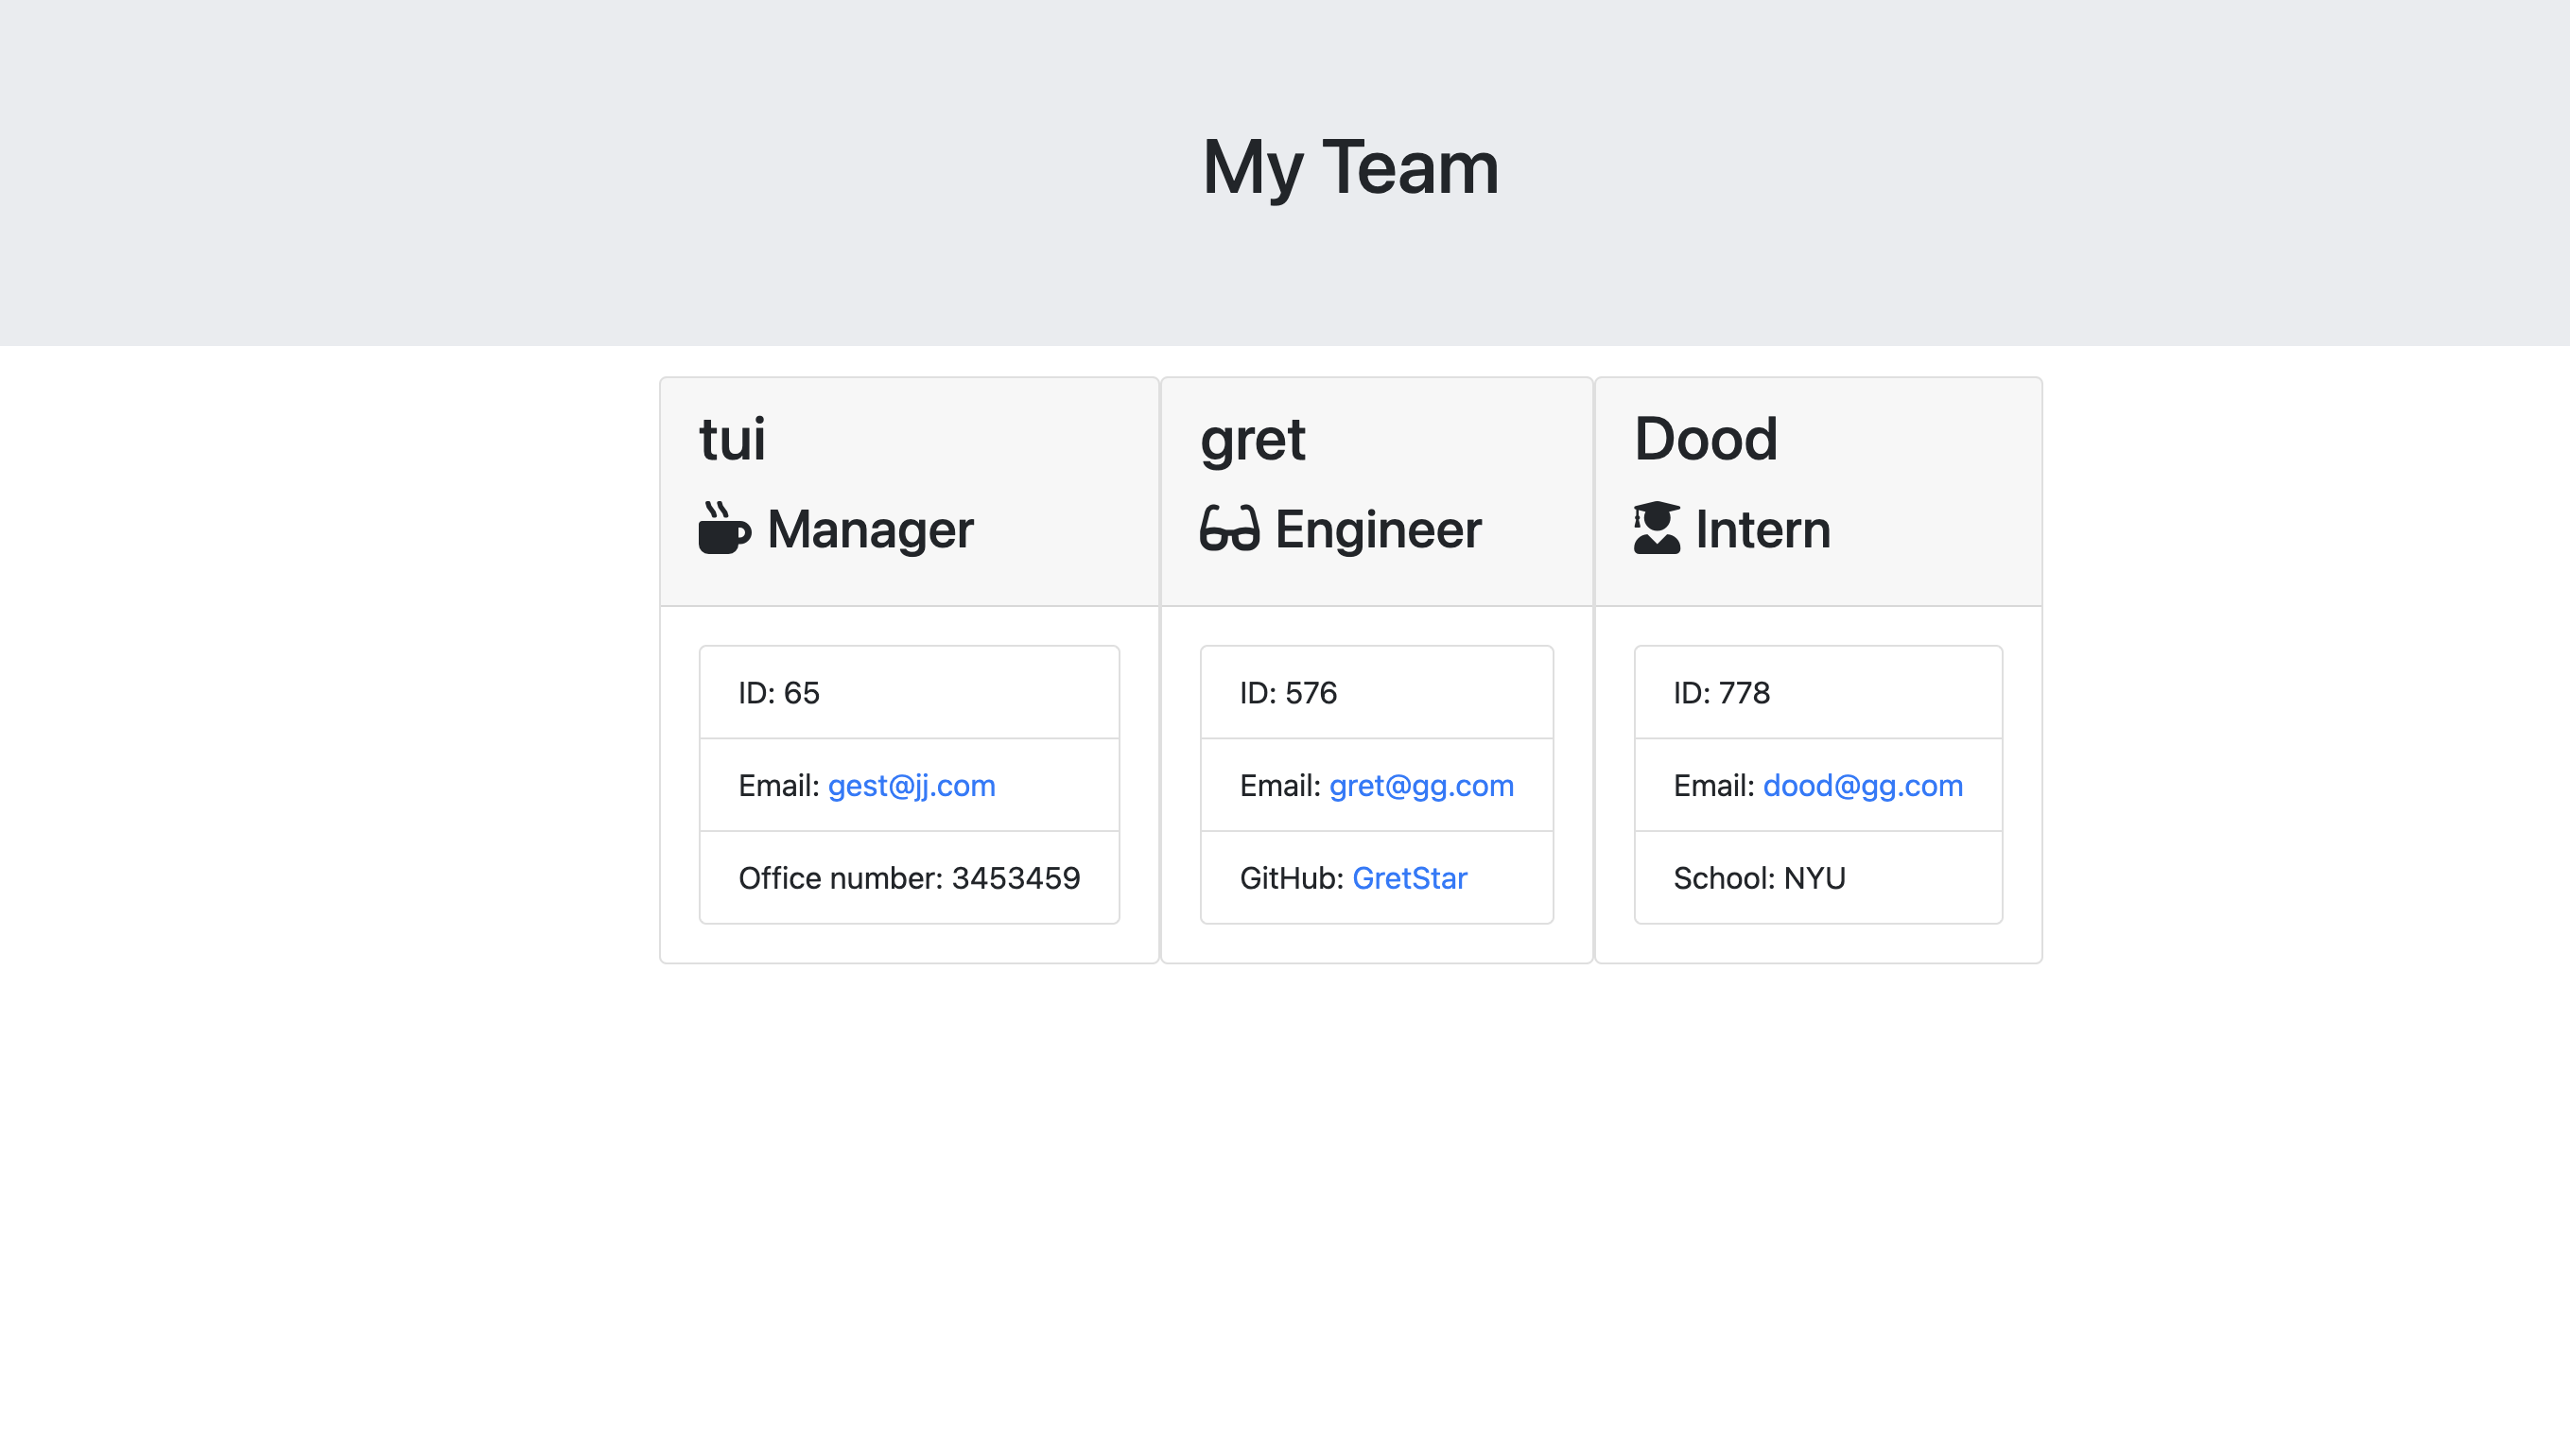 My Team
tui
Manager
ID: 65
Email: gest@jj.com
Office number: 3453459
gret
Engineer
ID: 576
Email: gret@gg.com
GitHub: GretStar
Dood
Intern
ID: 778
Email: dood@gg.com
School: NYU